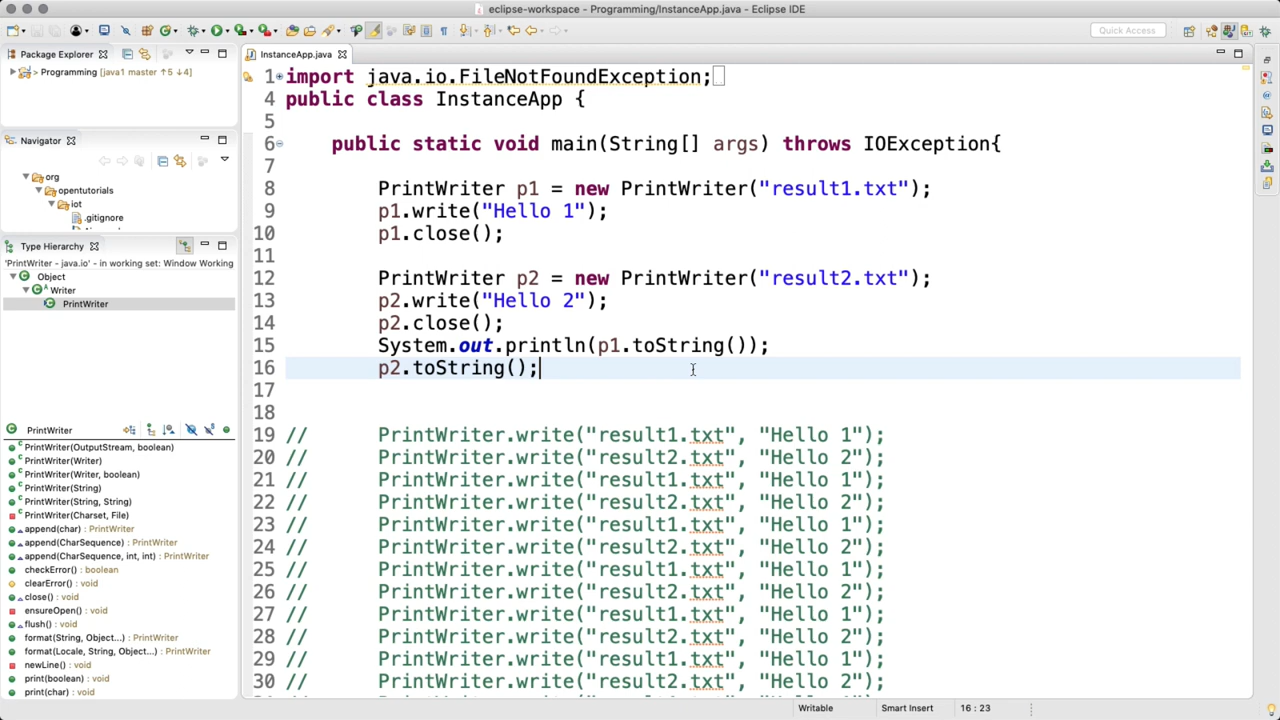 eclipse-workspace - Programming/InstanceApp.java - Eclipse IDE
Quick Access
Package Explorer
> Programming [java1 master ↑5 ↓4]
Navigator
org
opentutorials
iot
.gitignore
Type Hierarchy
'PrintWriter - java.io' - in working set: Window Working
Object
Writer
PrintWriter
PrintWriter
PrintWriter(OutputStream, boolean)
PrintWriter(Writer)
PrintWriter(Writer, boolean)
PrintWriter(String)
PrintWriter(String, String)
PrintWriter(Charset, File)
append(char) : PrintWriter
append(CharSequence) : PrintWriter
append(CharSequence, int, int) : PrintWriter
checkError() : boolean
clearError() : void
close() : void
ensureOpen() : void
flush() : void
format(String, Object...) : PrintWriter
format(Locale, String, Object...) : PrintWriter
newLine() : void
print(boolean) : void
print(char) : void
InstanceApp.java
1 import java.io.FileNotFoundException;
4 public class InstanceApp {
5
6 public static void main(String[] args) throws IOException{
7
8 PrintWriter p1 = new PrintWriter("result1.txt");
9 p1.write("Hello 1");
10 p1.close();
11
12 PrintWriter p2 = new PrintWriter("result2.txt");
13 p2.write("Hello 2");
14 p2.close();
15 System.out.println(p1.toString());
16 p2.toString();
17
18
19 // PrintWriter.write("result1.txt", "Hello 1");
20 // PrintWriter.write("result2.txt", "Hello 2");
21 // PrintWriter.write("result1.txt", "Hello 1");
22 // PrintWriter.write("result2.txt", "Hello 2");
23 // PrintWriter.write("result1.txt", "Hello 1");
24 // PrintWriter.write("result2.txt", "Hello 2");
25 // PrintWriter.write("result1.txt", "Hello 1");
26 // PrintWriter.write("result2.txt", "Hello 2");
27 // PrintWriter.write("result1.txt", "Hello 1");
28 // PrintWriter.write("result2.txt", "Hello 2");
29 // PrintWriter.write("result1.txt", "Hello 1");
30 // PrintWriter.write("result2.txt", "Hello 2");
Writable
Smart Insert
16 : 23